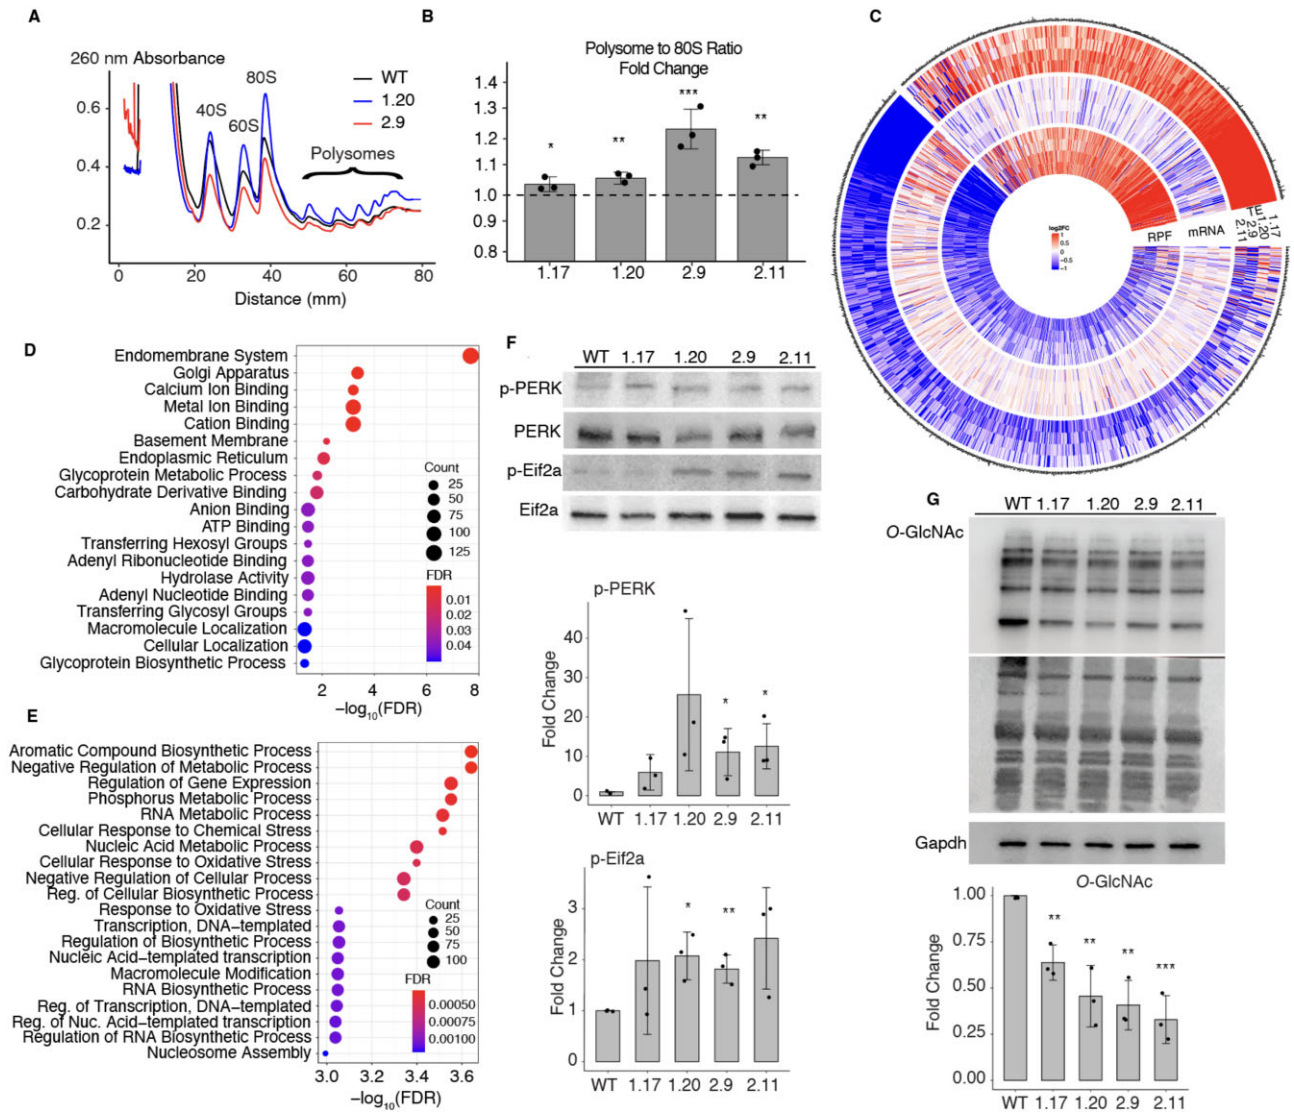 A
260 nm Absorbance
80S
40S
60S
WT
1.20
2.9
Polysomes
0.6
0.4
0.2
0 20 40 60 80
Distance (mm)
B
Polysome to 80S Ratio
Fold Change
1.4
1.3
1.2
1.1
1.0
0.9
0.8
* ** *** **
1.17 1.20 2.9 2.11
C
log2FC
1
0.5
0
-0.5
-1
RPF mRNA TE
1.17
1.20
2.9
2.11
D
Endomembrane System
Golgi Apparatus
Calcium Ion Binding
Metal Ion Binding
Cation Binding
Basement Membrane
Endoplasmic Reticulum
Glycoprotein Metabolic Process
Carbohydrate Derivative Binding
Anion Binding
ATP Binding
Transferring Hexosyl Groups
Adenyl Ribonucleotide Binding
Hydrolase Activity
Adenyl Nucleotide Binding
Transferring Glycosyl Groups
Macromolecule Localization
Cellular Localization
Glycoprotein Biosynthetic Process
Count
25
50
75
100
125
FDR
0.01
0.02
0.03
0.04
2 4 6 8
−log10(FDR)
E
Aromatic Compound Biosynthetic Process
Negative Regulation of Metabolic Process
Regulation of Gene Expression
Phosphorus Metabolic Process
RNA Metabolic Process
Cellular Response to Chemical Stress
Nucleic Acid Metabolic Process
Cellular Response to Oxidative Stress
Negative Regulation of Cellular Process
Reg. of Cellular Biosynthetic Process
Response to Oxidative Stress
Transcription, DNA−templated
Regulation of Biosynthetic Process
Nucleic Acid−templated transcription
Macromolecule Modification
RNA Biosynthetic Process
Reg. of Transcription, DNA−templated
Reg. of Nuc. Acid−templated transcription
Regulation of RNA Biosynthetic Process
Nucleosome Assembly
Count
25
50
75
100
FDR
0.00050
0.00075
0.00100
3.0 3.2 3.4 3.6
−log10(FDR)
F
WT 1.17 1.20 2.9 2.11
p-PERK
PERK
p-Eif2a
Eif2a
p-PERK
Fold Change
40
30
20
10
0
* *
WT 1.17 1.20 2.9 2.11
p-Eif2a
Fold Change
3
2
1
0
* **
WT 1.17 1.20 2.9 2.11
G
WT 1.17 1.20 2.9 2.11
O-GlcNAc
Gapdh
O-GlcNAc
Fold Change
1.00
0.75
0.50
0.25
0.00
** ** ** ***
WT 1.17 1.20 2.9 2.11